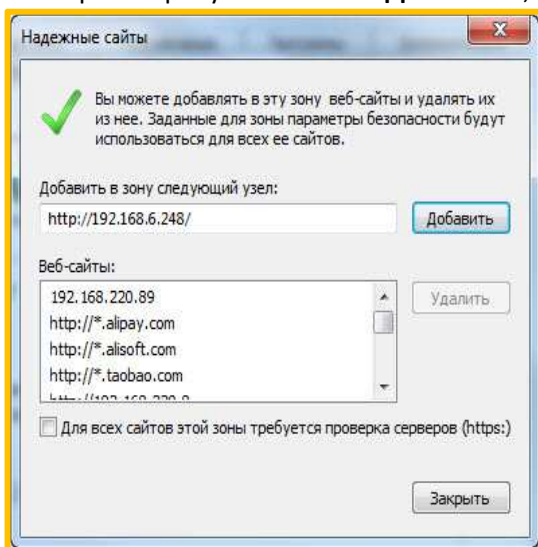 Надежные сайты
Вы можете добавлять в эту зону веб-сайты и удалять их
из нее. Заданные для зоны параметры безопасности будут
использоваться для всех ее сайтов.
Добавить в зону следующий узел:
http://192.168.6.248/
Добавить
Веб-сайты:
192.168.220.89
Удалить
http://*.alipay.com
http://*.alisoft.com
http://*.taobao.com
Для всех сайтов этой зоны требуется проверка серверов (https:)
Закрыть